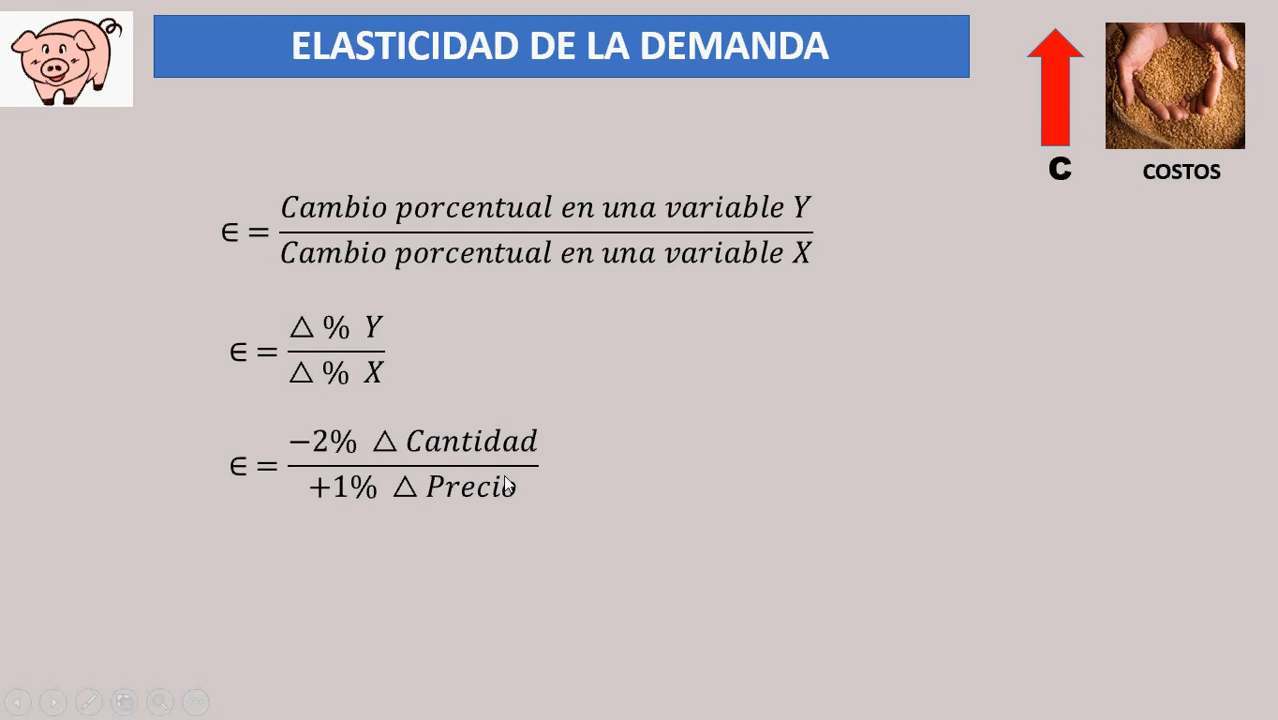 ELASTICIDAD DE LA DEMANDA
C
COSTOS
∈ = Cambio porcentual en una variable Y
Cambio porcentual en una variable X
∈ = △ % Y
△ % X
∈ = −2% △ Cantidad
+1% △ Precio